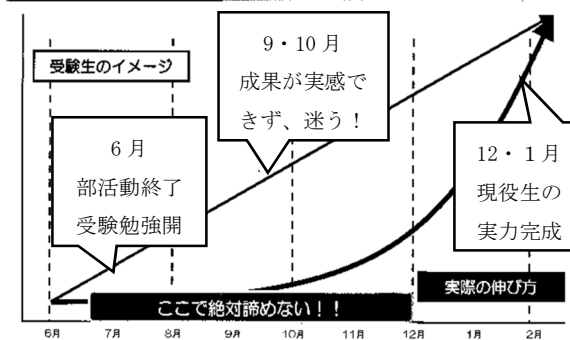 受験生のイメージ
9・10月
成果が実感で
きず、迷う!
6月
部活動終了
受験勉強開
12・1月
現役生の
実力完成
実際の伸び方
ここで絶対諦めない!!
6月 7月 8月 9月 10月 11月 12月 1月 2月